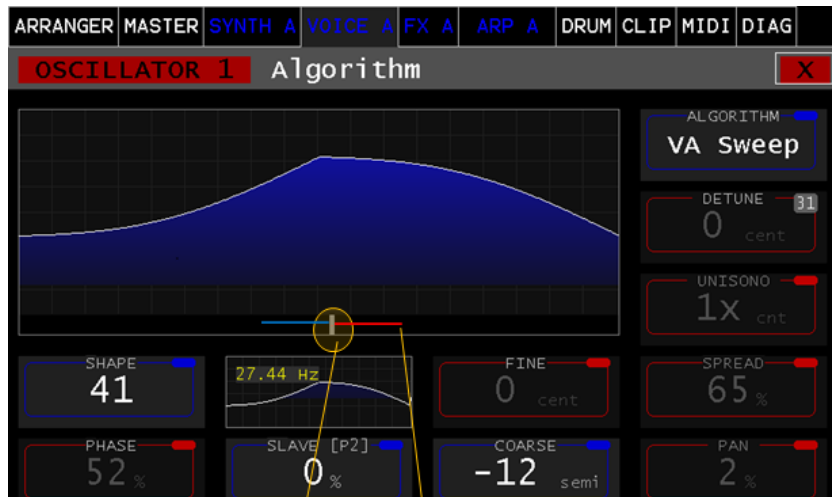 ARRANGER MASTER SYNTH A VOICE A FX A ARP A DRUM CLIP MIDI DIAG
OSCILLATOR 1 Algorithm X
ALGORITHM
VA Sweep
DETUNE 31
0 cent
UNISONO
1x cnt
SHAPE
41
27.44 Hz
FINE
0 cent
SPREAD
65 %
PHASE
52 %
SLAVE [P2]
0 %
COARSE
-12 semi
PAN
2 %